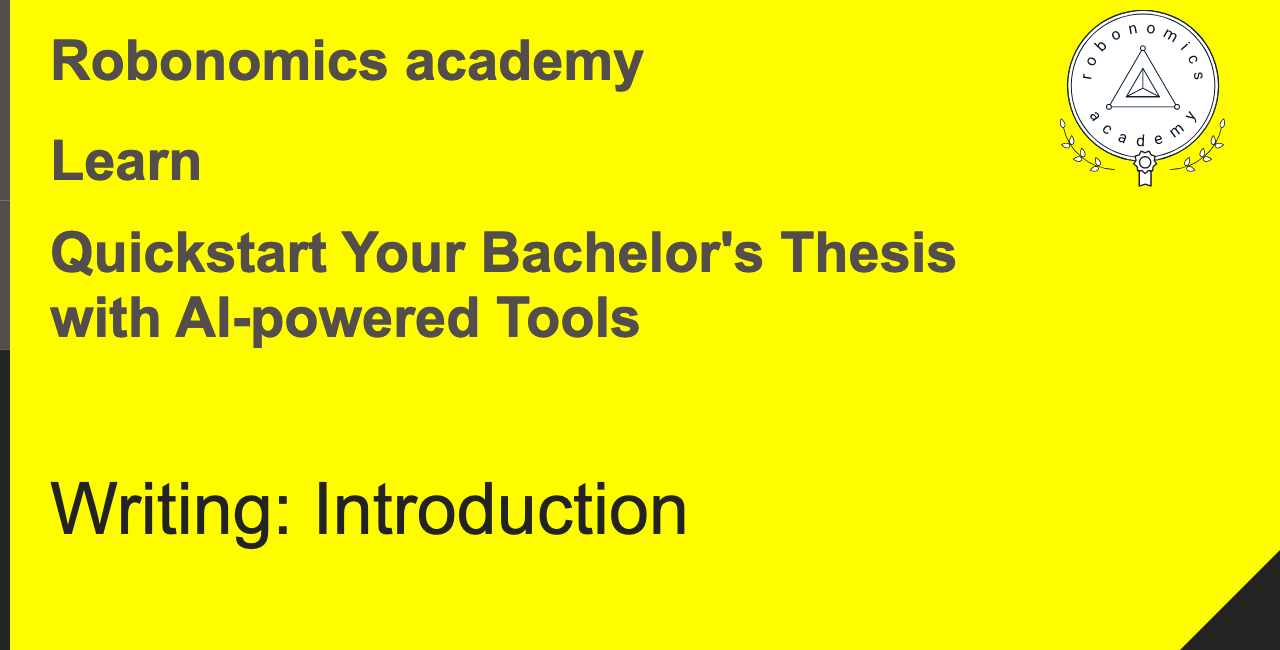 Robonomics academy
robonomics
academy
Learn
Quickstart Your Bachelor's Thesis
with AI-powered Tools
Writing: Introduction